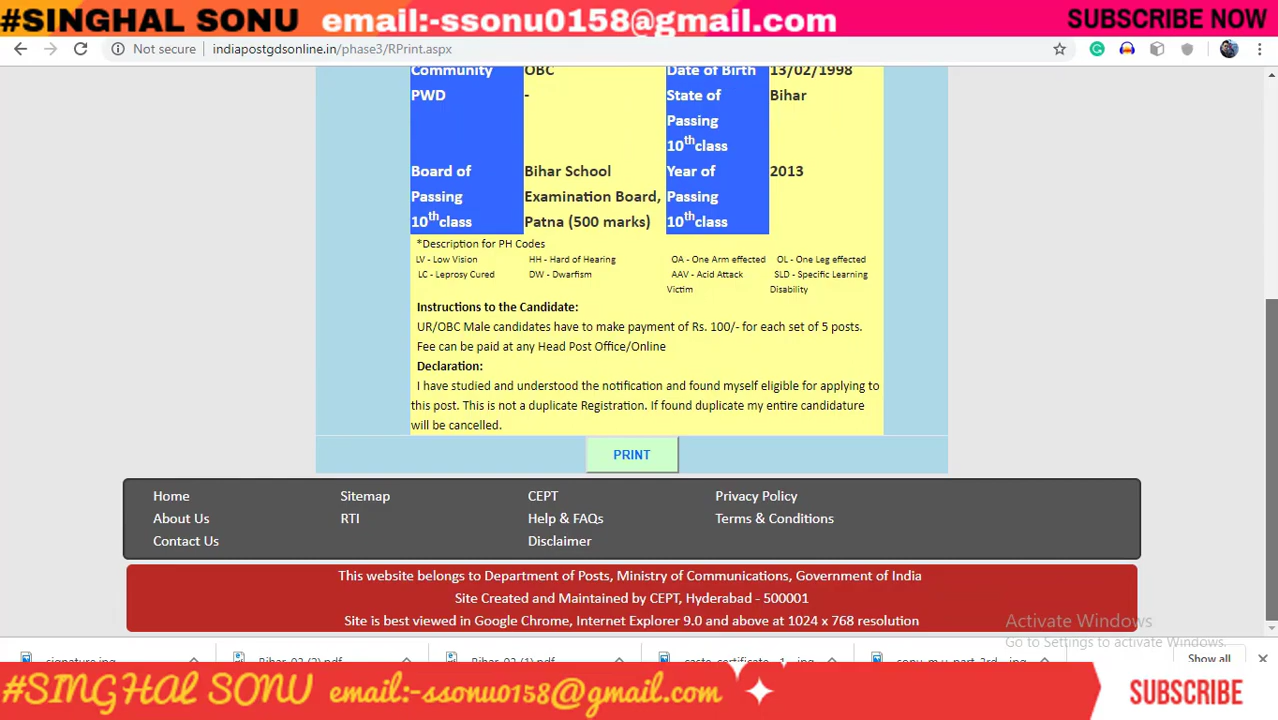 #SINGHAL SONU email:-ssonu0158@gmail.com SUBSCRIBE NOW
Not secure indiapostgdsonline.in/phase3/RPrint.aspx
Community OBC Date of Birth 13/02/1998
PWD - State of Bihar
Passing
10thclass
Board of Bihar School Year of 2013
Passing Examination Board, Passing
10thclass Patna (500 marks) 10thclass
*Description for PH Codes
LV - Low Vision HH - Hard of Hearing OA - One Arm effected OL - One Leg effected
LC - Leprosy Cured DW - Dwarfism AAV - Acid Attack SLD - Specific Learning
Victim Disability
Instructions to the Candidate:
UR/OBC Male candidates have to make payment of Rs. 100/- for each set of 5 posts.
Fee can be paid at any Head Post Office/Online
Declaration:
I have studied and understood the notification and found myself eligible for applying to
this post. This is not a duplicate Registration. If found duplicate my entire candidature
will be cancelled.
PRINT
Home Sitemap CEPT Privacy Policy
About Us RTI Help & FAQs Terms & Conditions
Contact Us Disclaimer
This website belongs to Department of Posts, Ministry of Communications, Government of India
Site Created and Maintained by CEPT, Hyderabad - 500001
Site is best viewed in Google Chrome, Internet Explorer 9.0 and above at 1024 x 768 resolution
Activate Windows
Go to Settings to activate Windows.
Show all
#SINGHAL SONU email:-ssonu0158@gmail.com SUBSCRIBE